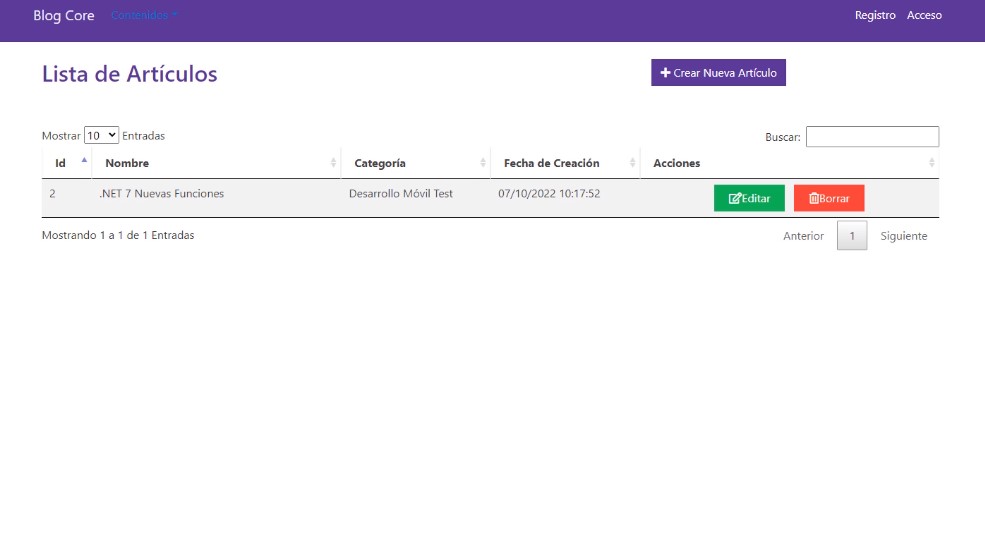 Blog Core Contenidos Registro Acceso
Lista de Artículos + Crear Nueva Artículo
Mostrar 10 Entradas Buscar:
Id Nombre Categoría Fecha de Creación Acciones
2 .NET 7 Nuevas Funciones Desarrollo Móvil Test 07/10/2022 10:17:52 Editar Borrar
Mostrando 1 a 1 de 1 Entradas Anterior 1 Siguiente